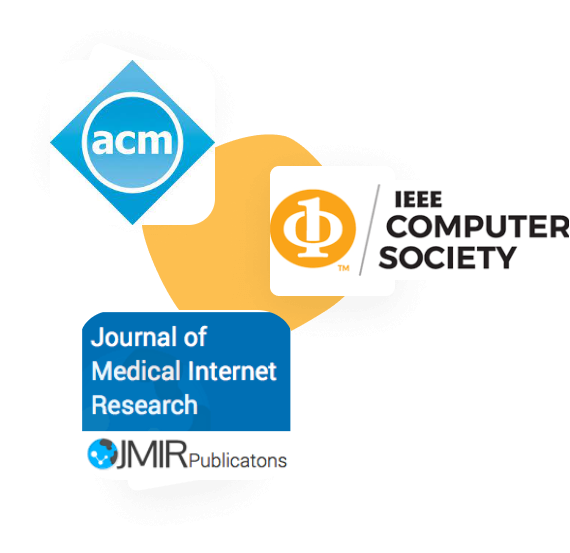 acm
IEEE
COMPUTER
SOCIETY
TM
Journal of
Medical Internet
Research
JMIR Publicatons